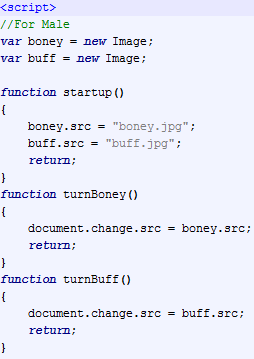 <script>
//For Male
var boney = new Image;
var buff = new Image;

function startup()
{
    boney.src = "boney.jpg";
    buff.src = "buff.jpg";
    return;
}
function turnBoney()
{
    document.change.src = boney.src;
    return;
}
function turnBuff()
{
    document.change.src = buff.src;
    return;
}